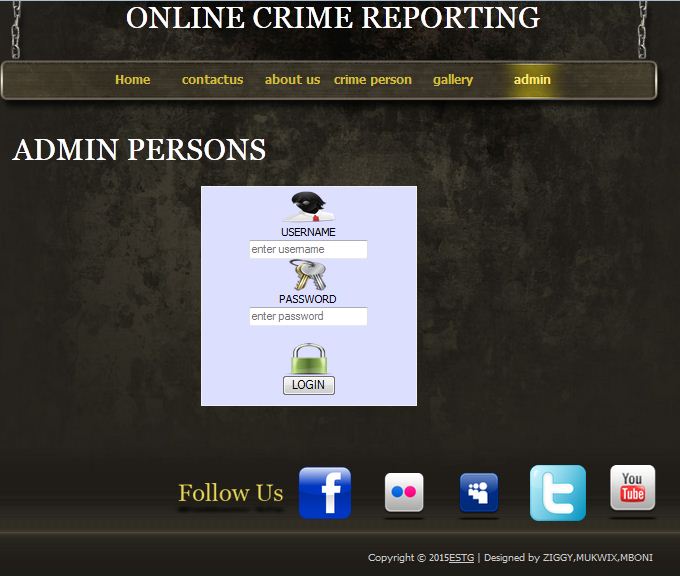 ONLINE CRIME REPORTING
Home contactus about us crime person gallery admin
ADMIN PERSONS
USERNAME
enter username
PASSWORD
enter password
LOGIN
Follow Us f t You Tube
Copyright © 2015ESTG | Designed by ZIGGY,MUKWIX,MBONI